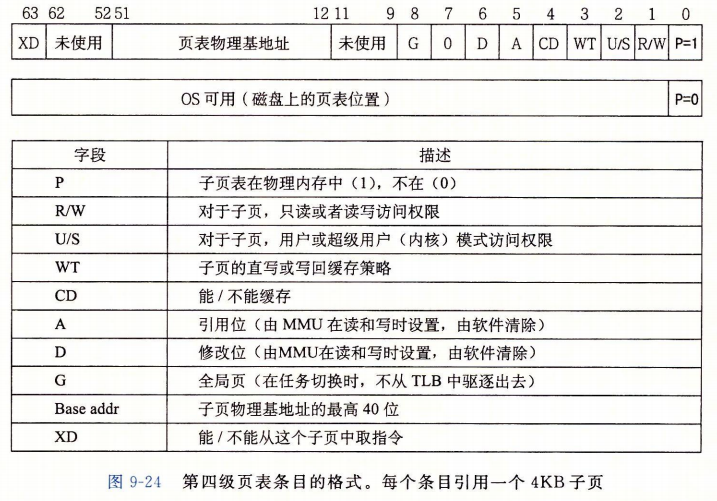 63 62 52 51 12 11 9 8 7 6 5 4 3 2 1 0
XD 未使用 页表物理基地址 未使用 G 0 D A CD WT U/S R/W P=1
OS 可用(磁盘上的页表位置) P=0
字段 描述
P 子页表在物理内存中(1),不在(0)
R/W 对于子页,只读或者读写访问权限
U/S 对于子页,用户或超级用户(内核)模式访问权限
WT 子页的直写或写回缓存策略
CD 能/不能缓存
A 引用位(由 MMU 在读和写时设置,由软件清除)
D 修改位(由MMU在读和写时设置,由软件清除)
G 全局页(在任务切换时,不从 TLB 中驱逐出去)
Base addr 子页物理基地址的最高 40 位
XD 能/不能从这个子页中取指令
图 9-24 第四级页表条目的格式。每个条目引用一个 4KB 子页